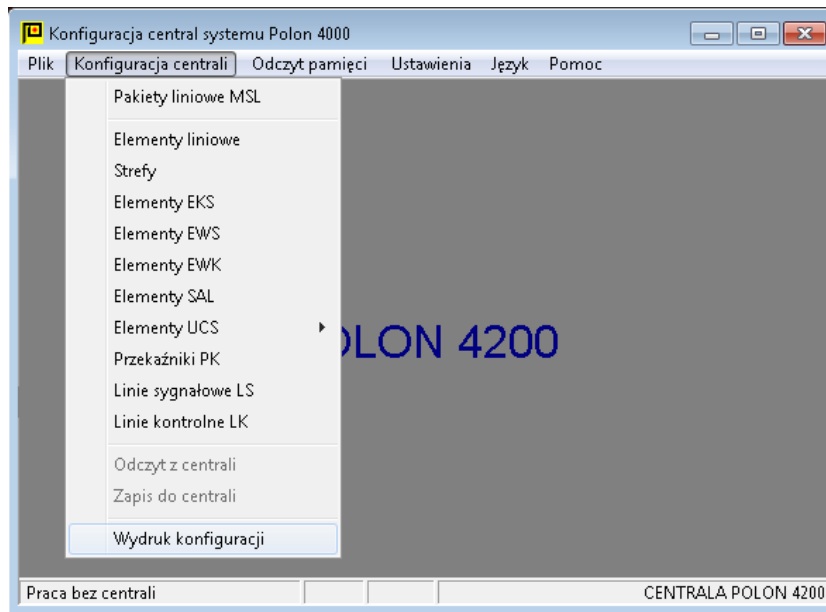 Konfiguracja central systemu Polon 4000
Plik Konfiguracja centrali Odczyt pamięci Ustawienia Język Pomoc
Pakiety liniowe MSL
Elementy liniowe
Strefy
Elementy EKS
Elementy EWS
Elementy EWK
Elementy SAL
Elementy UCS
OLON 4200
Przekaźniki PK
Linie sygnałowe LS
Linie kontrolne LK
Odczyt z centrali
Zapis do centrali
Wydruk konfiguracji
Praca bez centrali CENTRALA POLON 4200